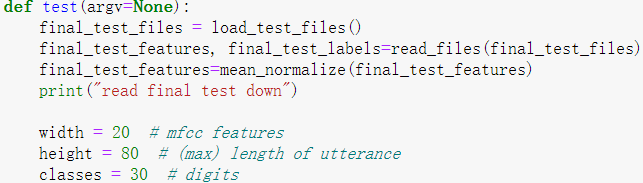 def test(argv=None):
    final_test_files = load_test_files()
    final_test_features, final_test_labels=read_files(final_test_files)
    final_test_features=mean_normalize(final_test_features)
    print("read final test down")

    width = 20  # mfcc features
    height = 80  # (max) length of utterance
    classes = 30  # digits